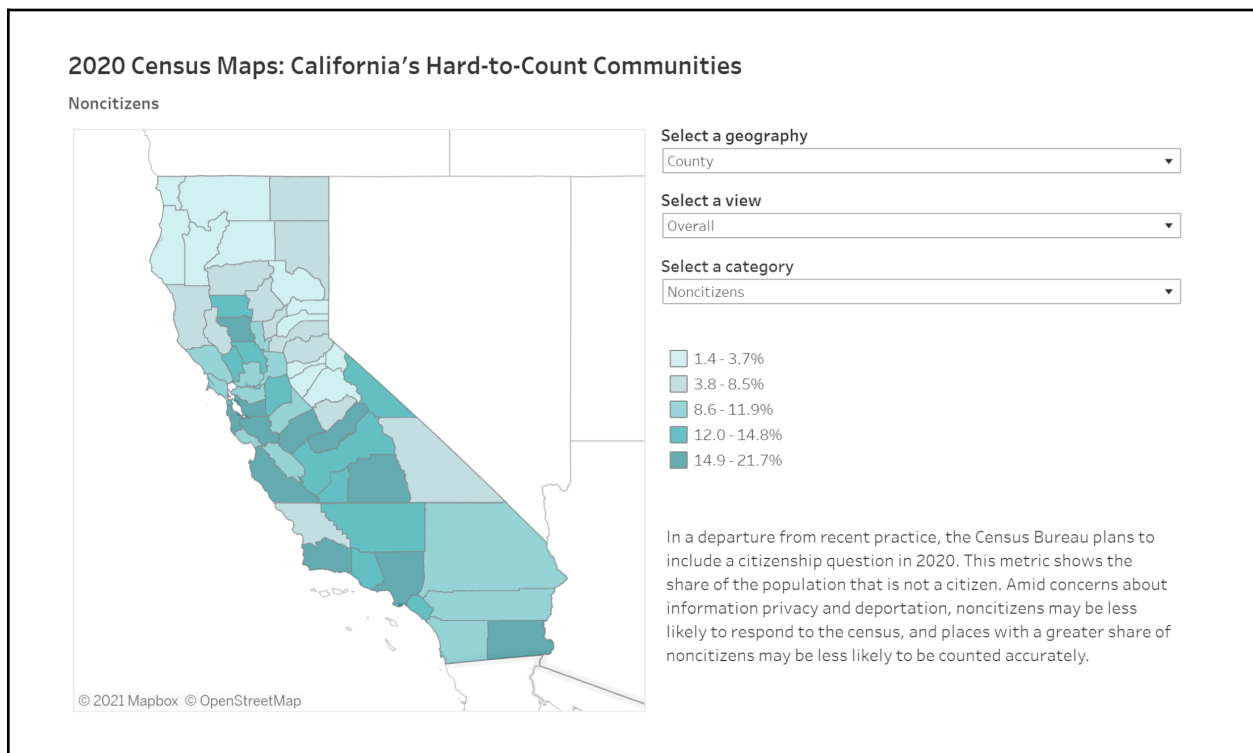 2020 Census Maps: California's Hard-to-Count Communities
Noncitizens
Select a geography
County
Select a view
Overall
Select a category
Noncitizens
1.4 - 3.7%
3.8 - 8.5%
8.6 - 11.9%
12.0 - 14.8%
14.9 - 21.7%
In a departure from recent practice, the Census Bureau plans to
include a citizenship question in 2020. This metric shows the
share of the population that is not a citizen. Amid concerns about
information privacy and deportation, noncitizens may be less
likely to respond to the census, and places with a greater share of
noncitizens may be less likely to be counted accurately.
© 2021 Mapbox © OpenStreetMap